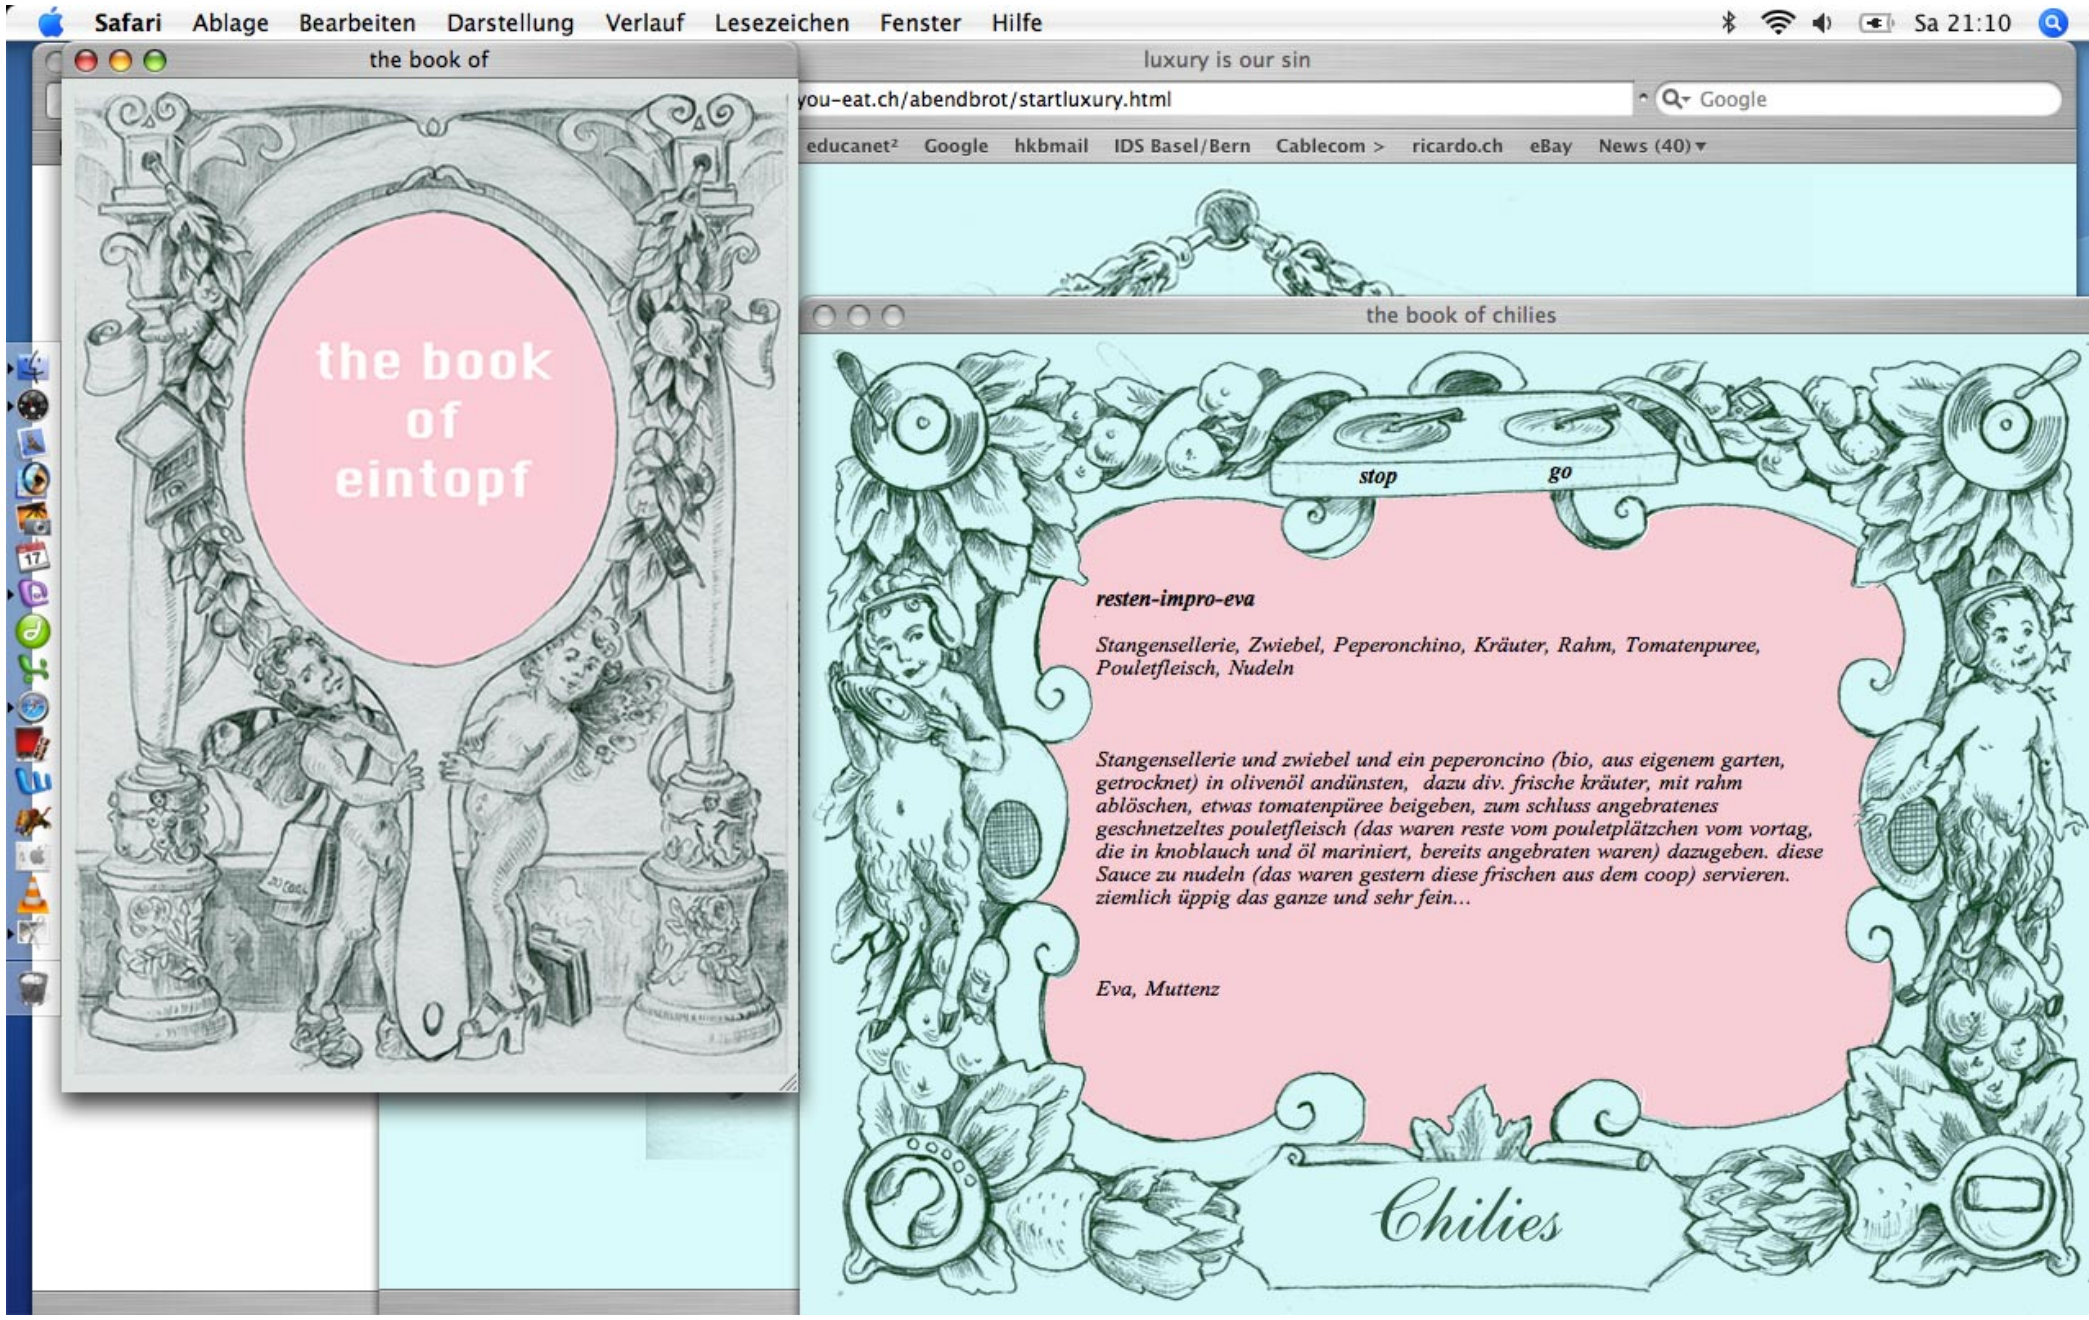 Safari Ablage Bearbeiten Darstellung Verlauf Lesezeichen Fenster Hilfe Sa 21:10
the book of
luxury is our sin
you-eat.ch/abendbrot/startluxury.html
Google
educanet² Google hkbmail IDS Basel/Bern Cablecom > ricardo.ch eBay News (40)
the book
of
eintopf
17
the book of chilies
stop go
resten-impro-eva
Stangensellerie, Zwiebel, Peperonchino, Kräuter, Rahm, Tomatenpuree,
Pouletfleisch, Nudeln
Stangensellerie und zwiebel und ein peperoncino (bio, aus eigenem garten,
getrocknet) in olivenöl andünsten, dazu div. frische kräuter, mit rahm
ablöschen, etwas tomatenpüree beigeben, zum schluss angebratenes
geschnetzeltes pouletfleisch (das waren reste vom pouletplätzchen vom vortag,
die in knoblauch und öl mariniert, bereits angebraten waren) dazugeben. diese
Sauce zu nudeln (das waren gestern diese frischen aus dem coop) servieren.
ziemlich üppig das ganze und sehr fein...
Eva, Muttenz
Chilies